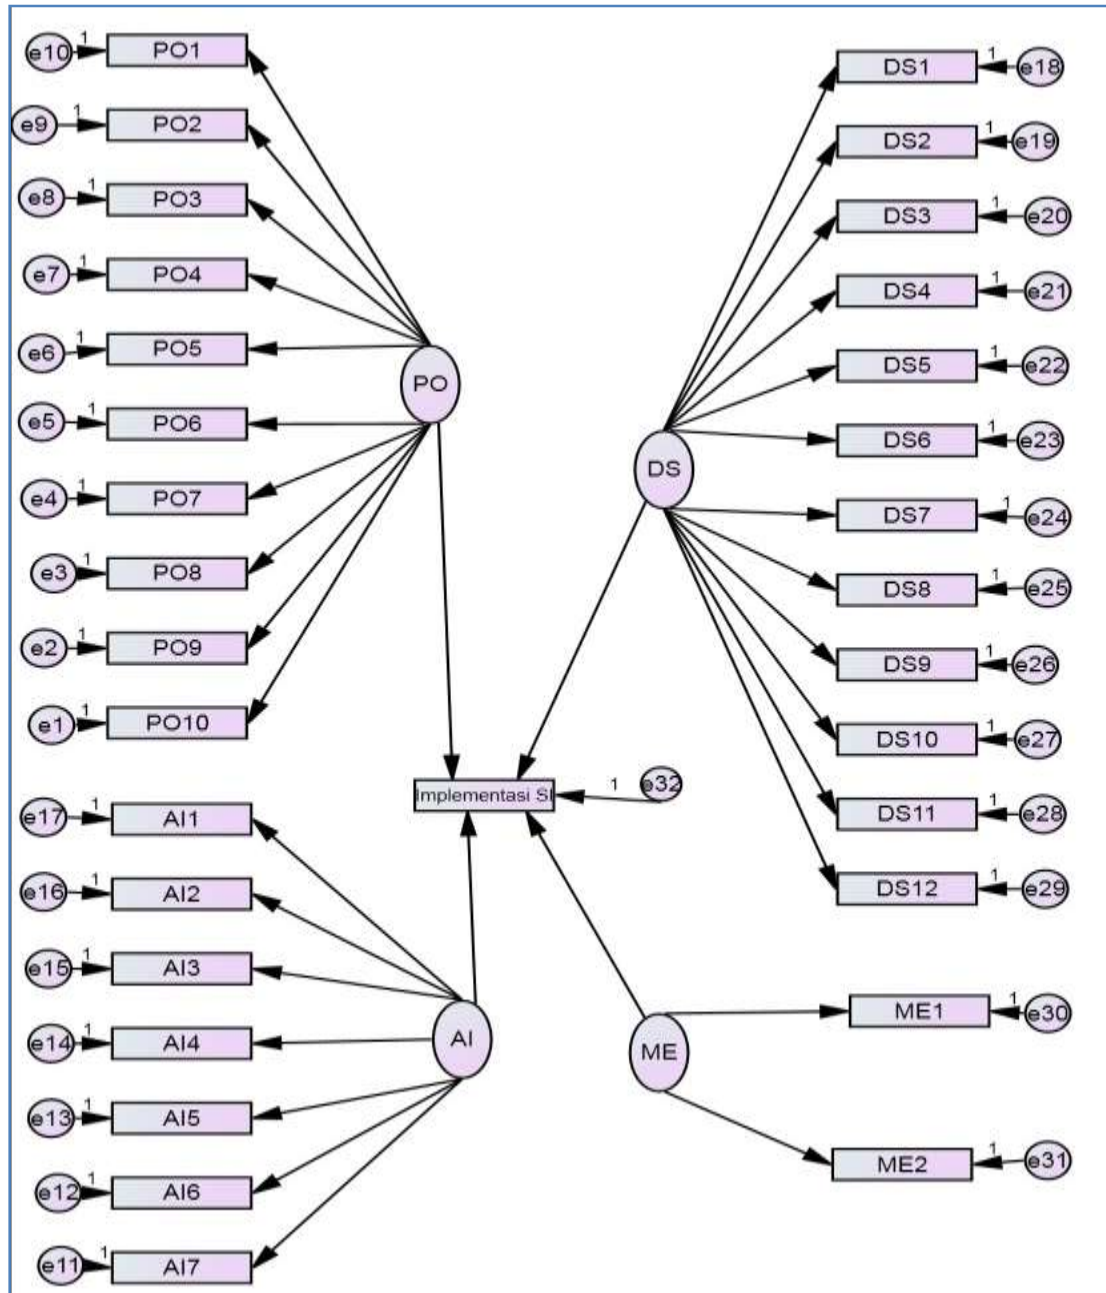 e10 1 PO1
e9 1 PO2
e8 1 PO3
e7 1 PO4
e6 1 PO5
e5 1 PO6
e4 1 PO7
e3 1 PO8
e2 1 PO9
e1 1 PO10
PO
DS1 1 e18
DS2 1 e19
DS3 1 e20
DS4 1 e21
DS5 1 e22
DS6 1 e23
DS7 1 e24
DS8 1 e25
DS9 1 e26
DS10 1 e27
DS11 1 e28
DS12 1 e29
DS
Implementasi SI 1 e32
e17 1 AI1
e16 1 AI2
e15 1 AI3
e14 1 AI4
e13 1 AI5
e12 1 AI6
e11 1 AI7
AI
ME
ME1 1 e30
ME2 1 e31